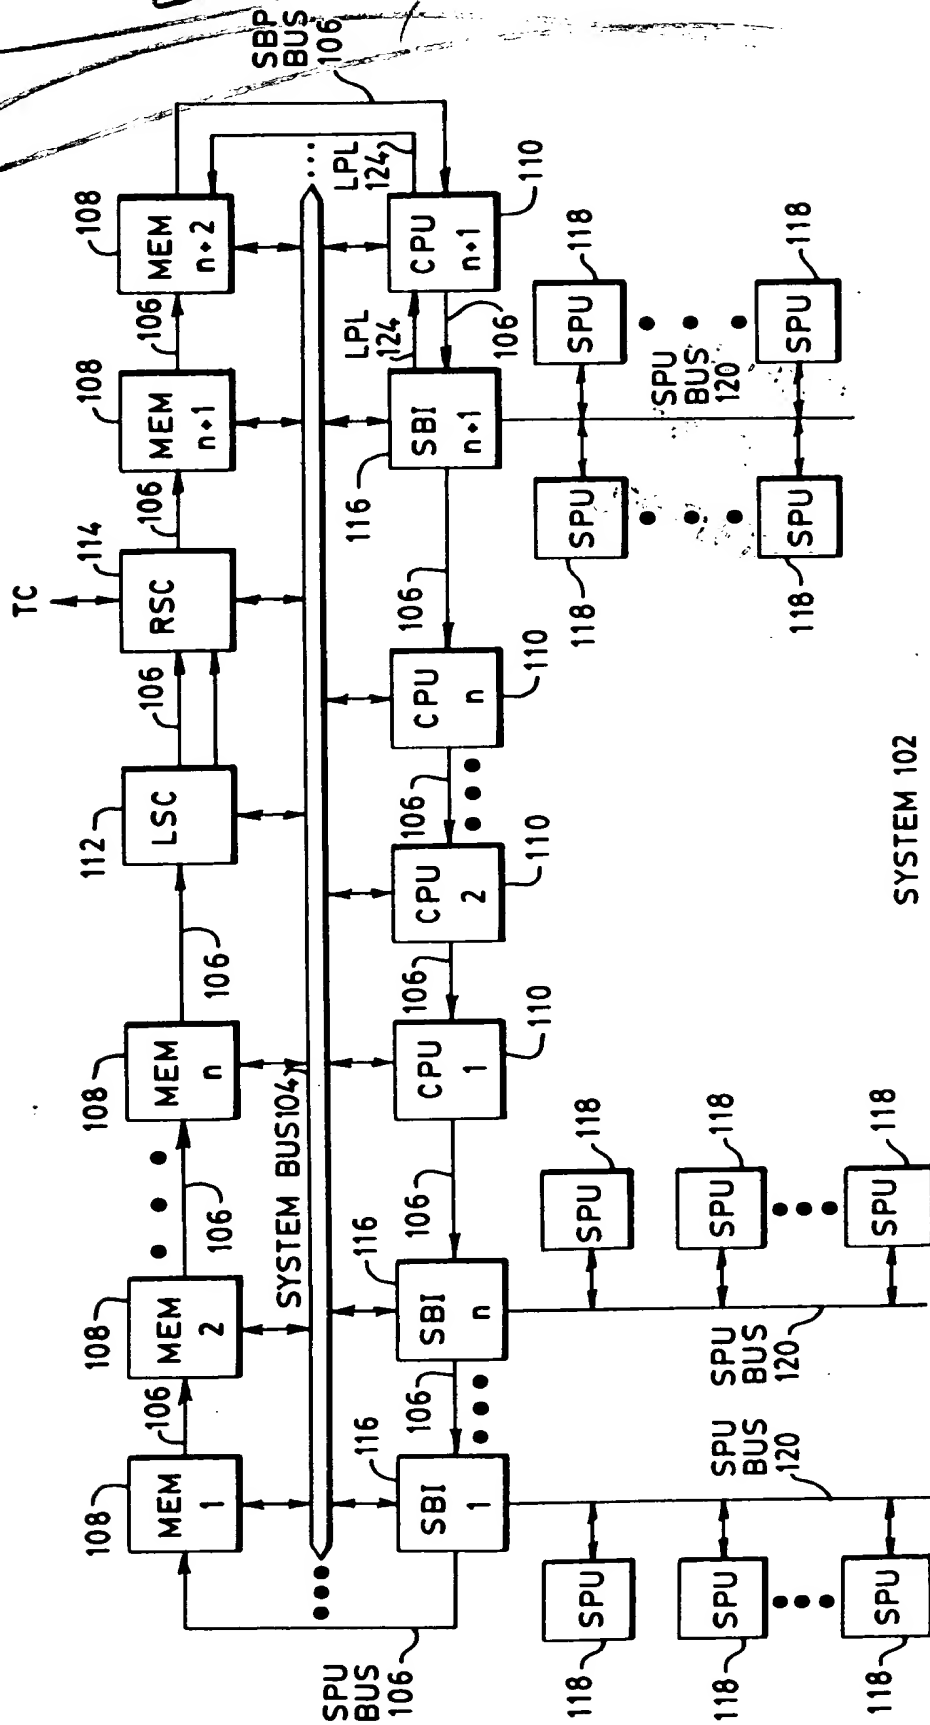 TC
SBP
BUS
106
108
108
108
112
114
108
108
106
106
106
106
106
106
MEM
1
MEM
2
MEM
n
LSC
RSC
MEM
n+1
MEM
n+2
SYSTEM BUS 104
SPU
BUS
106
LPL
124
LPL
124
116
116
116
106
106
106
106
106
106
SBI
1
SBI
n
CPU
1
CPU
2
CPU
n
SBI
n+1
CPU
n+1
110
110
110
110
118
118
118
118
SPU
SPU
SPU
SPU
SPU
BUS
120
118
118
118
118
SPU
SPU
SPU
SPU
SPU
BUS
120
SPU
BUS
120
118
118
SPU
SPU
SYSTEM 102